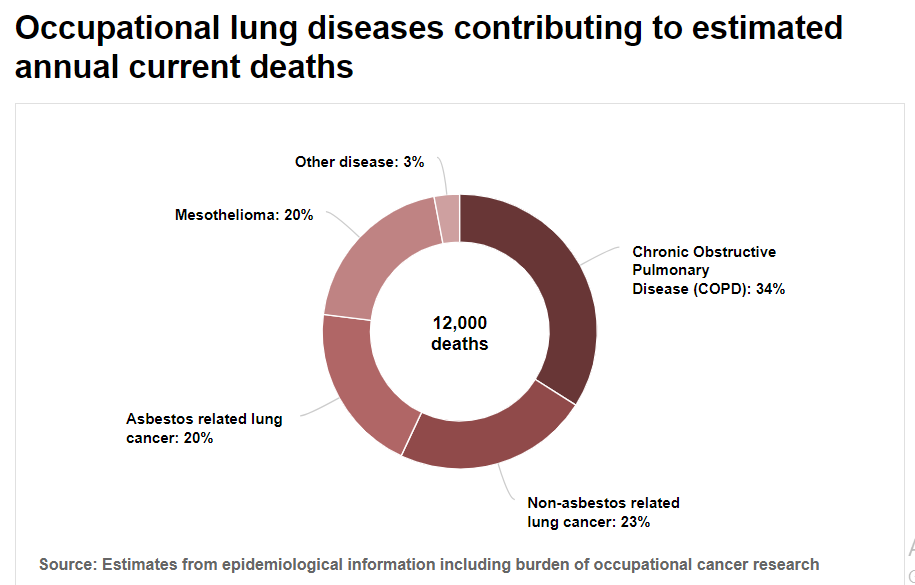 Occupational lung diseases contributing to estimated
annual current deaths
Other disease: 3%
Mesothelioma: 20%
Chronic Obstructive
Pulmonary
Disease (COPD): 34%
12,000
deaths
Asbestos related lung
cancer: 20%
Non-asbestos related
lung cancer: 23%
Source: Estimates from epidemiological information including burden of occupational cancer research